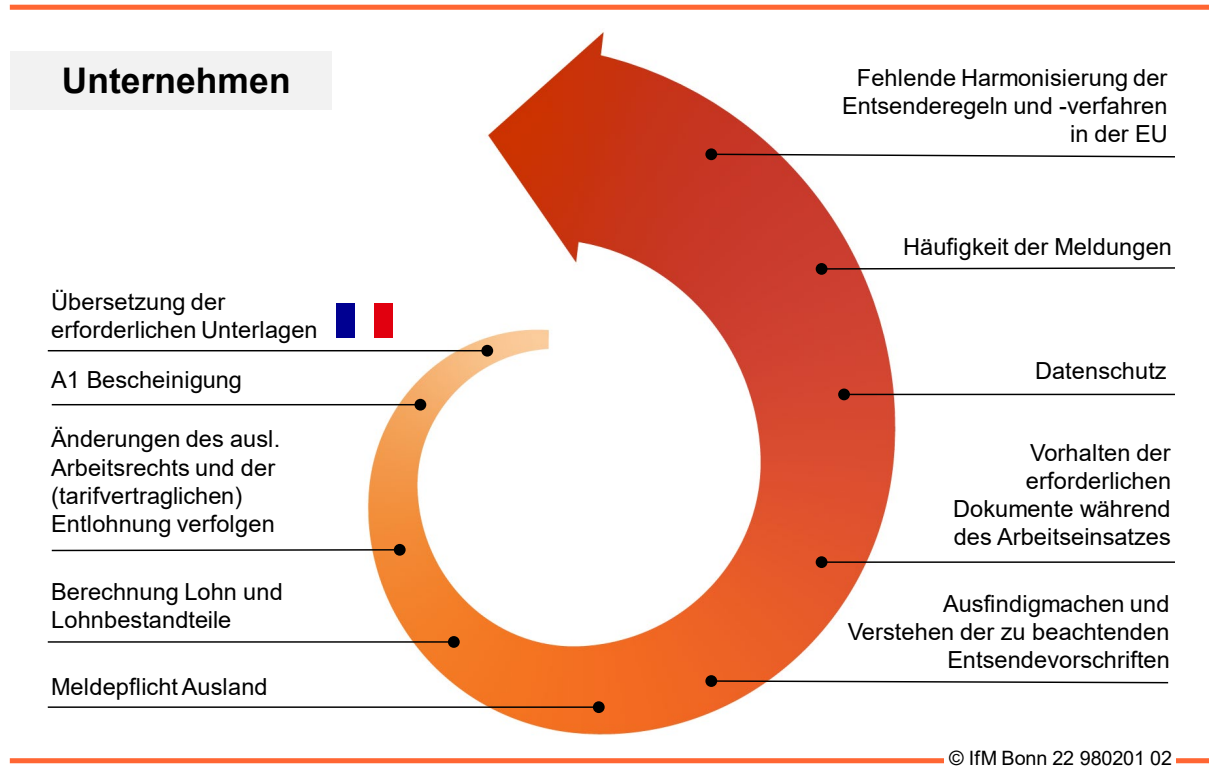 Unternehmen
Fehlende Harmonisierung der
Entsenderegeln und -verfahren
in der EU
Häufigkeit der Meldungen
Datenschutz
Vorhalten der
erforderlichen
Dokumente während
des Arbeitseinsatzes
Ausfindigmachen und
Verstehen der zu beachtenden
Entsendevorschriften
Übersetzung der
erforderlichen Unterlagen
A1 Bescheinigung
Änderungen des ausl.
Arbeitsrechts und der
(tarifvertraglichen)
Entlohnung verfolgen
Berechnung Lohn und
Lohnbestandteile
Meldepflicht Ausland
© IfM Bonn 22 980201 02